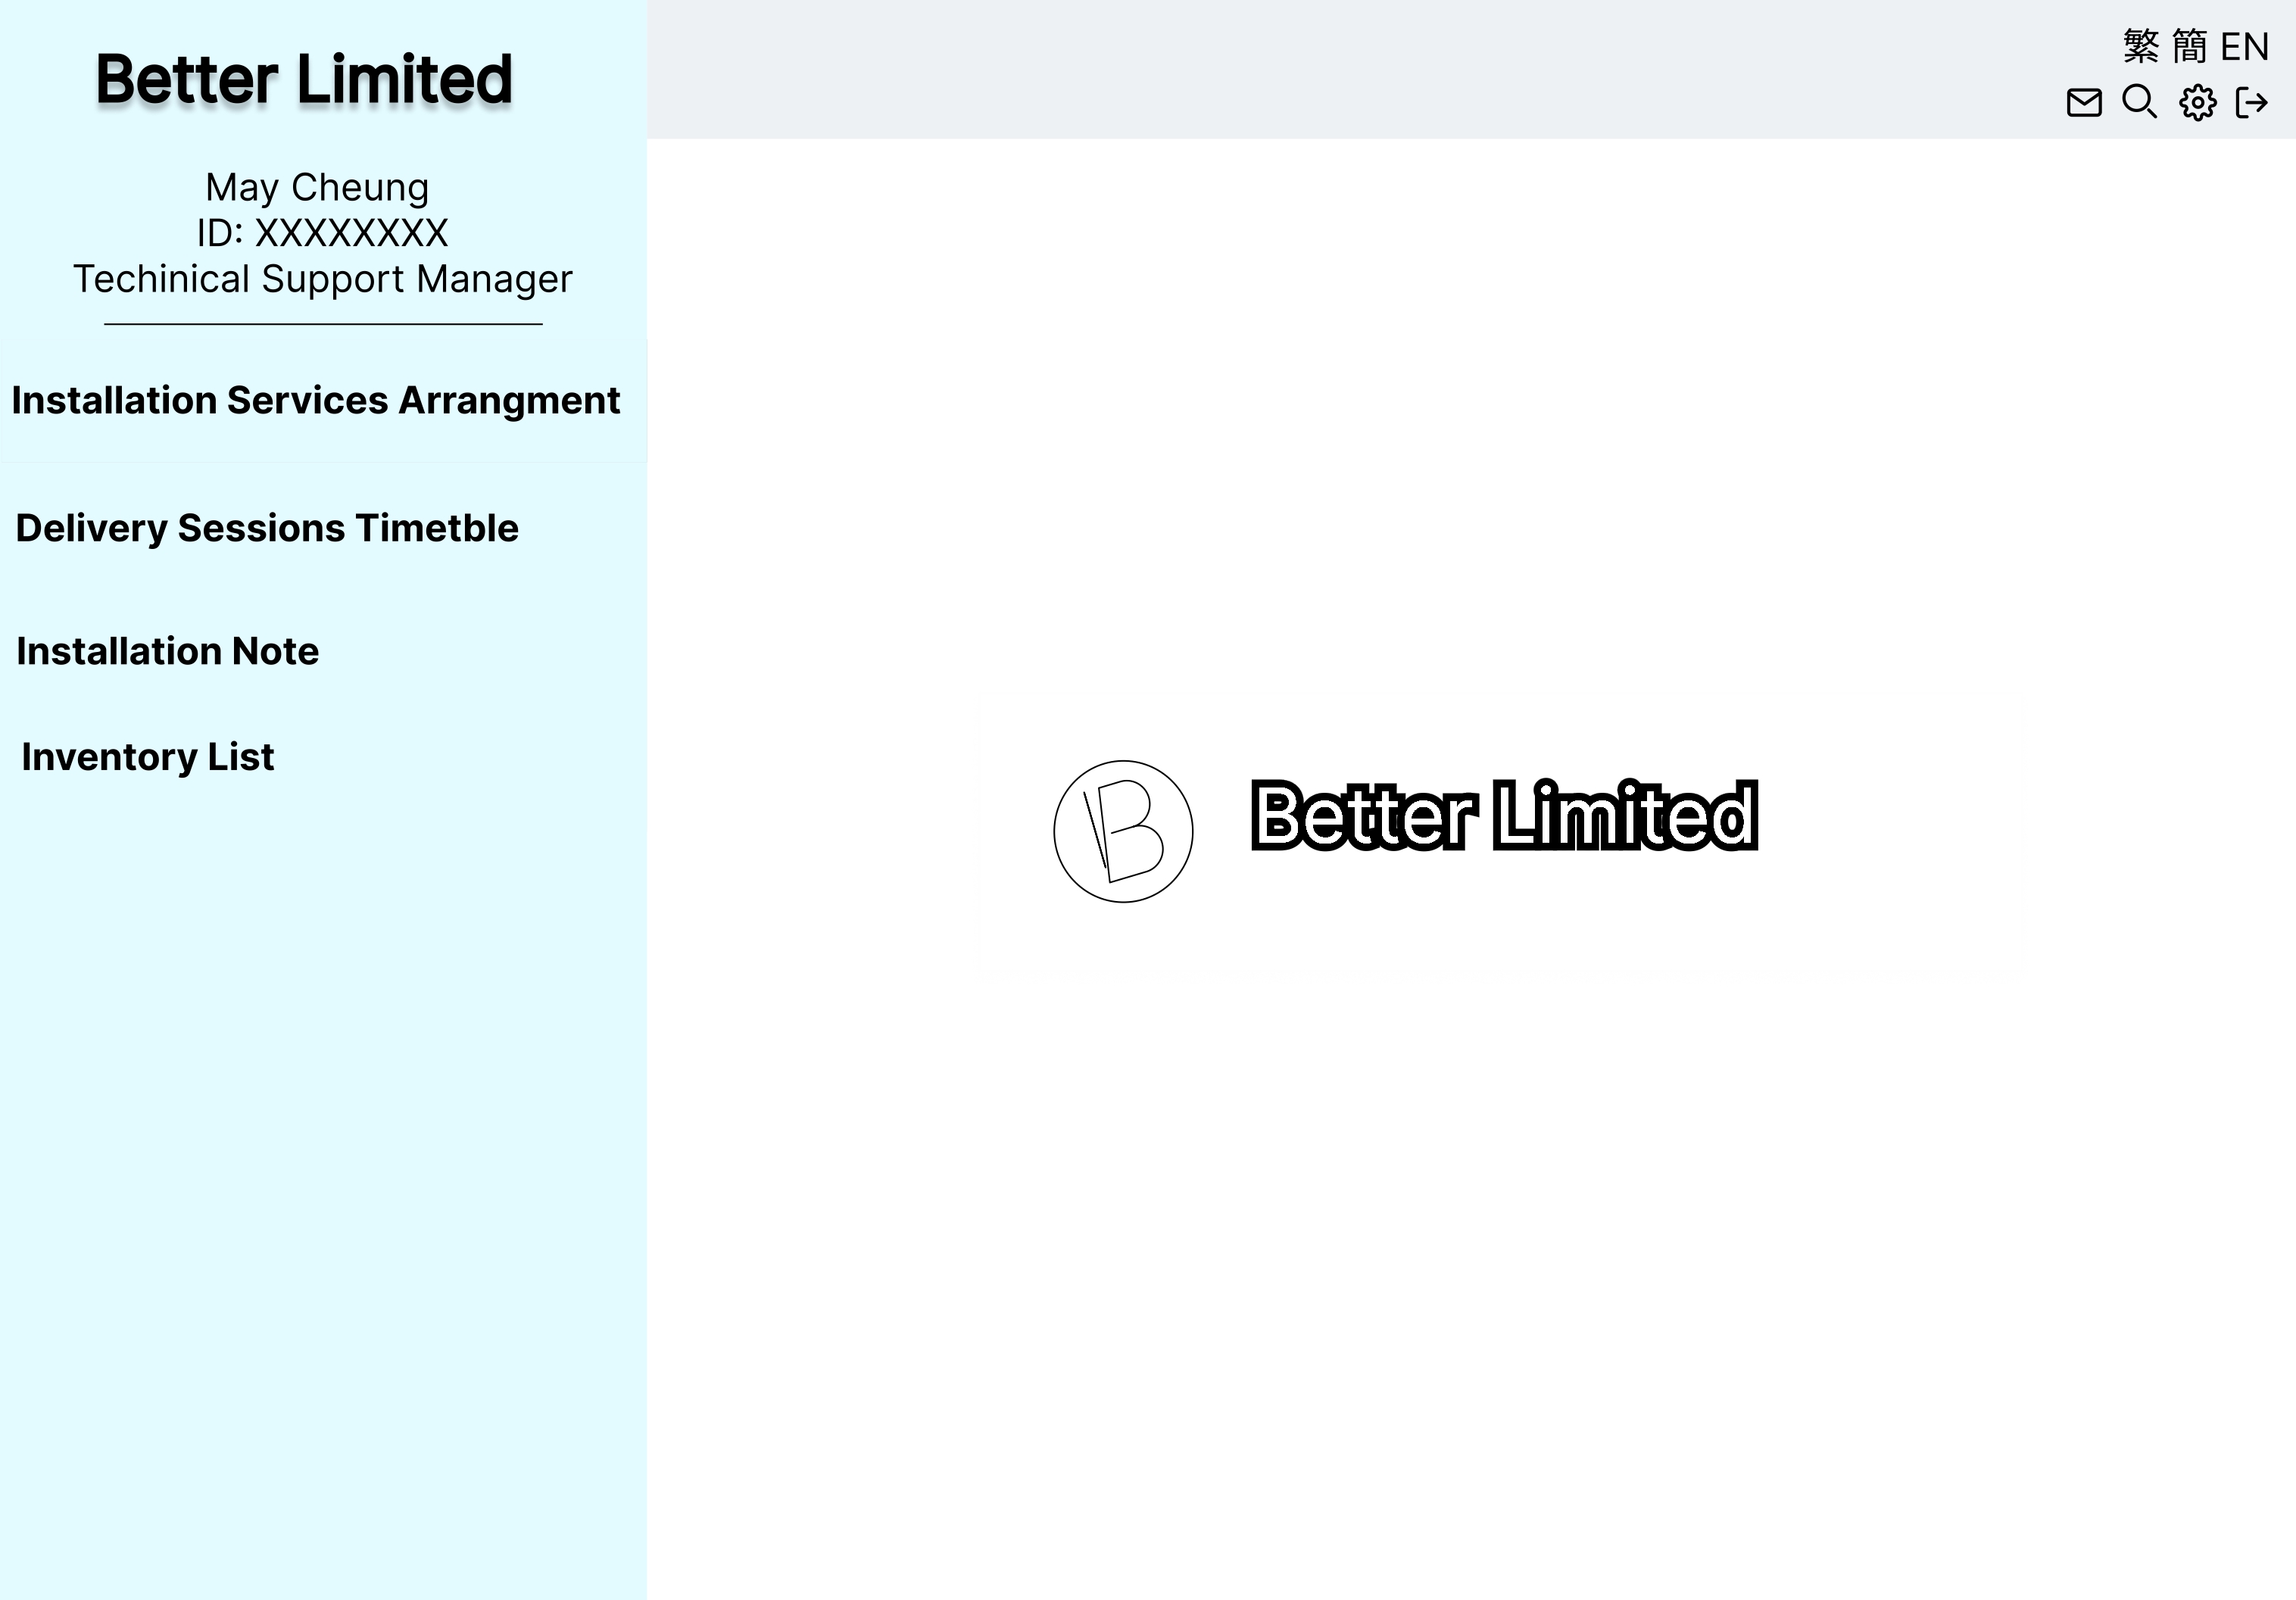 Better Limited
繁 簡 EN
May Cheung
ID: XXXXXXXX
Techinical Support Manager
Installation Services Arrangment
Delivery Sessions Timetble
Installation Note
Inventory List
B
Better Limited